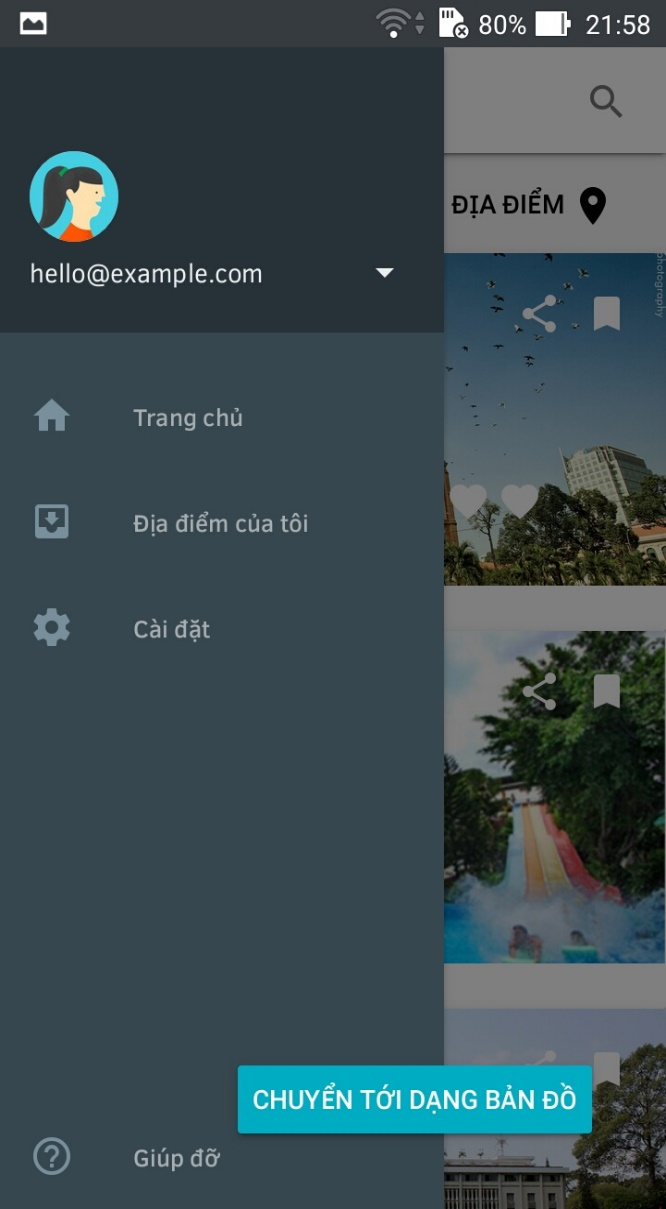 80% 21:58
hello@example.com
ĐỊA ĐIỂM
photography
Trang chủ
Địa điểm của tôi
Cài đặt
CHUYỂN TỚI DẠNG BẢN ĐỒ
Giúp đỡ